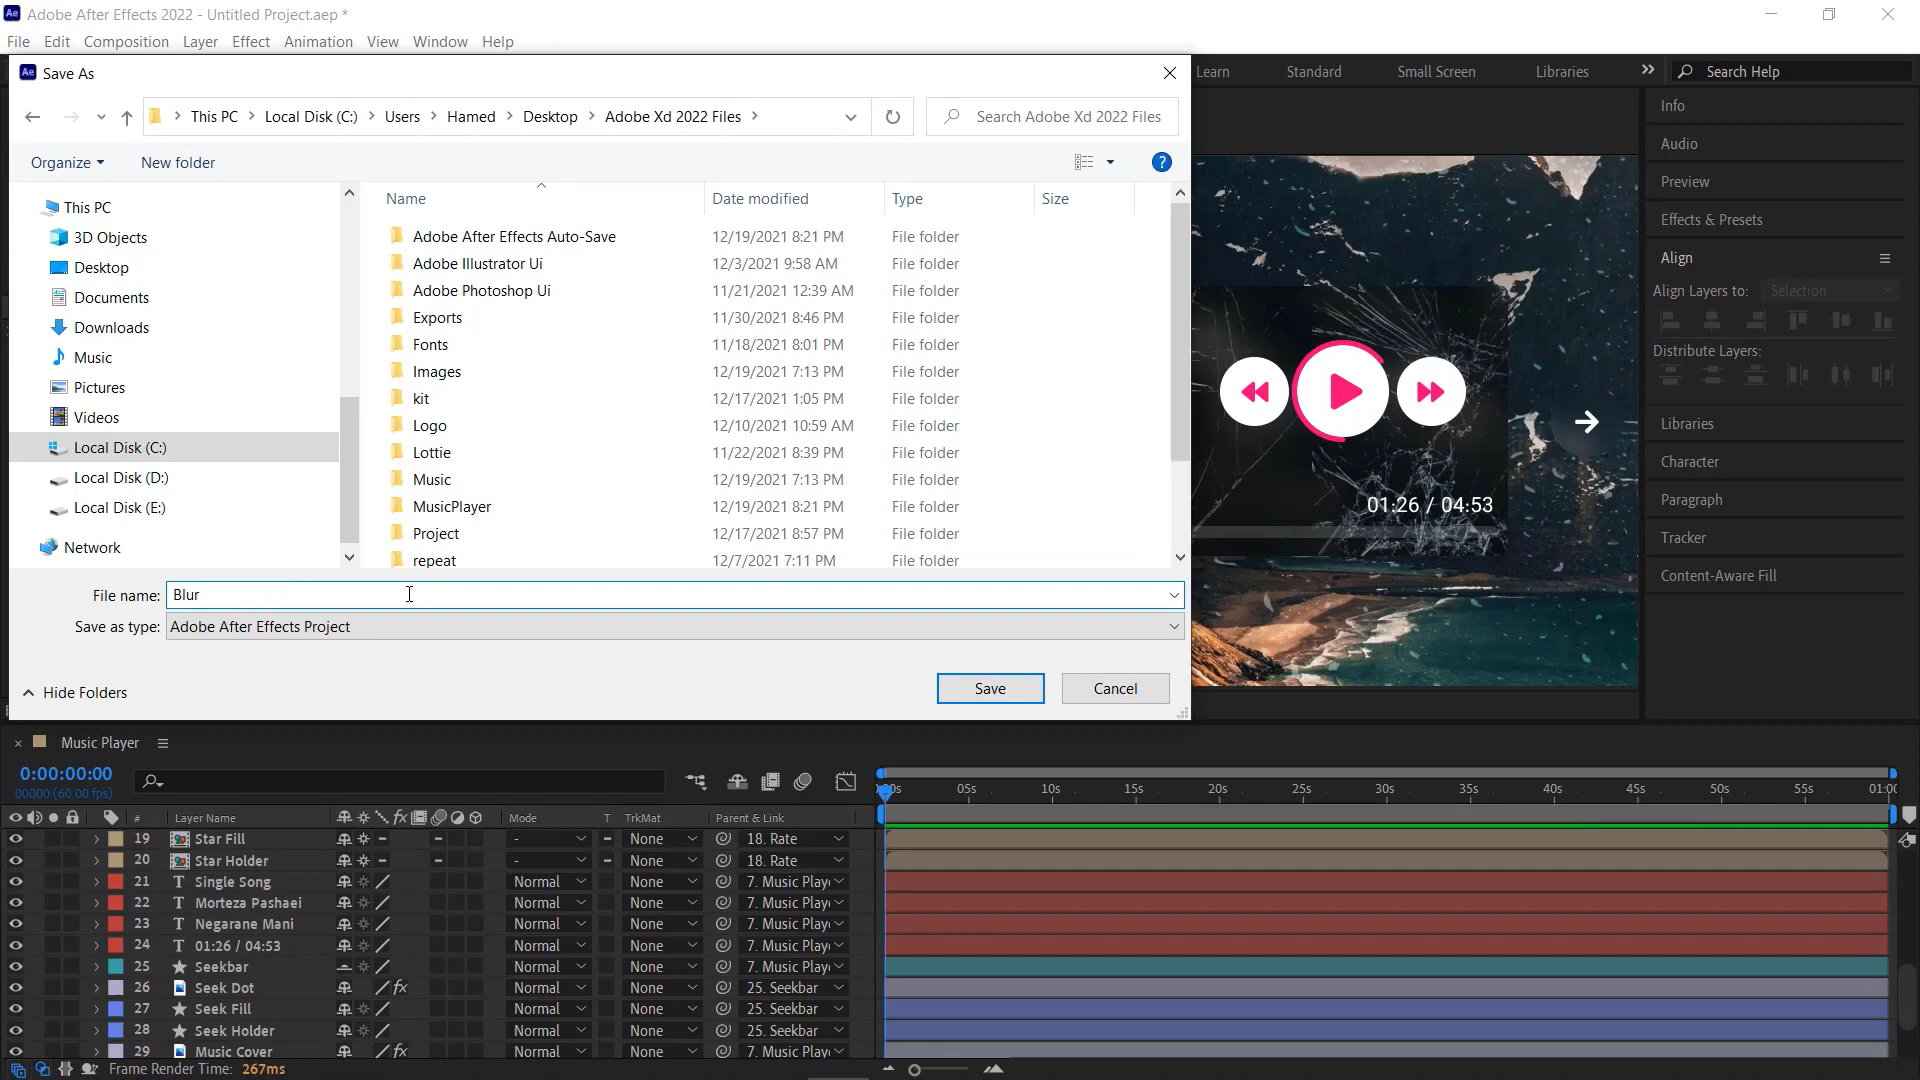 Adobe After Effects 2022 - Untitled Project.aep *
File Edit Composition Layer Effect Animation View Window Help
Save As
This PC > Local Disk (C:) > Users > Hamed > Desktop > Adobe Xd 2022 Files >
Search Adobe Xd 2022 Files
Learn Standard Small Screen Libraries Search Help
Organize New folder
Name Date modified Type Size
This PC
3D Objects
Desktop
Documents
Downloads
Music
Pictures
Videos
Local Disk (C:)
Local Disk (D:)
Local Disk (E:)
Network
Adobe After Effects Auto-Save 12/19/2021 8:21 PM File folder
Adobe Illustrator Ui 12/3/2021 9:58 AM File folder
Adobe Photoshop Ui 11/21/2021 12:39 AM File folder
Exports 11/30/2021 8:46 PM File folder
Fonts 11/18/2021 8:01 PM File folder
Images 12/19/2021 7:13 PM File folder
kit 12/17/2021 1:05 PM File folder
Logo 12/10/2021 10:59 AM File folder
Lottie 11/22/2021 8:39 PM File folder
Music 12/19/2021 7:13 PM File folder
MusicPlayer 12/19/2021 8:21 PM File folder
Project 12/17/2021 8:57 PM File folder
repeat 12/7/2021 7:11 PM File folder
File name: Blur
Save as type: Adobe After Effects Project
Hide Folders
Save Cancel
01:26 / 04:53
Info
Audio
Preview
Effects & Presets
Align
Align Layers to: Selection
Distribute Layers:
Libraries
Character
Paragraph
Tracker
Content-Aware Fill
Music Player
0:00:00:00
00000 (60.00 fps)
05s 10s 15s 20s 25s 30s 35s 40s 45s 50s 55s
# Layer Name Mode T TrkMat Parent & Link
19 Star Fill - None 18. Rate
20 Star Holder - None 18. Rate
21 Single Song Normal None 7. Music Play
22 Morteza Pashaei Normal None 7. Music Play
23 Negarane Mani Normal None 7. Music Play
24 01:26 / 04:53 Normal None 7. Music Play
25 Seekbar Normal None 7. Music Play
26 Seek Dot Normal None 25. Seekbar
27 Seek Fill Normal None 25. Seekbar
28 Seek Holder Normal None 25. Seekbar
29 Music Cover Normal None 7. Music Play
Frame Render Time: 267ms